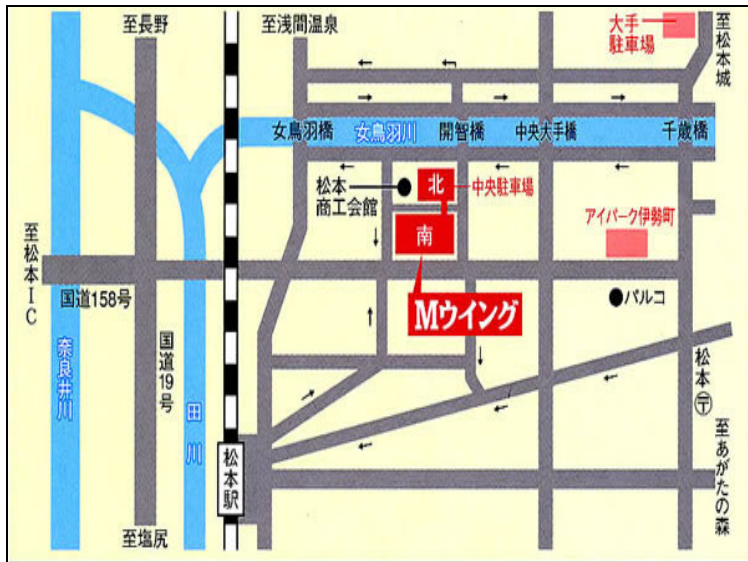 至長野
至浅間温泉
大手
駐車場
至松本城
女鳥羽橋
女鳥羽川
開智橋
中央大手橋
千歳橋
松本
商工会館
北
中央駐車場
南
アイパーク伊勢町
至松本IC
国道158号
Mウイング
パルコ
奈良井川
国道19号
田川
松本〒
松本駅
至あがたの森
至塩尻